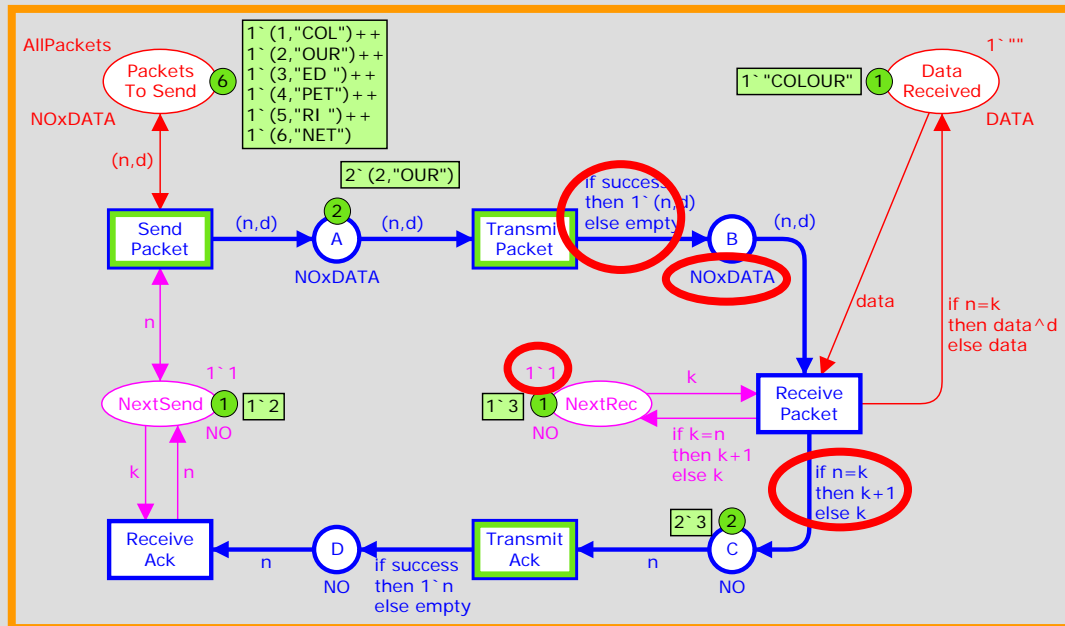 AllPackets
Packets
To Send
6
NOxDATA
1`(1,"COL")++
1`(2,"OUR")++
1`(3,"ED ")++
1`(4,"PET")++
1`(5,"RI ")++
1`(6,"NET")
1`""
1`"COLOUR"
1
Data
Received
DATA
(n,d)
2`(2,"OUR")
2
Send
Packet
(n,d)
A
NOxDATA
(n,d)
Transmit
Packet
if success
then 1`(n,d)
else empty
B
NOxDATA
(n,d)
n
data
if n=k
then data^d
else data
1`1
NextSend
1
1`2
NO
1`1
1`3
1
NextRec
NO
k
if k=n
then k+1
else k
Receive
Packet
k
n
if n=k
then k+1
else k
Receive
Ack
n
D
NO
if success
then 1`n
else empty
Transmit
Ack
n
2`3
2
C
NO